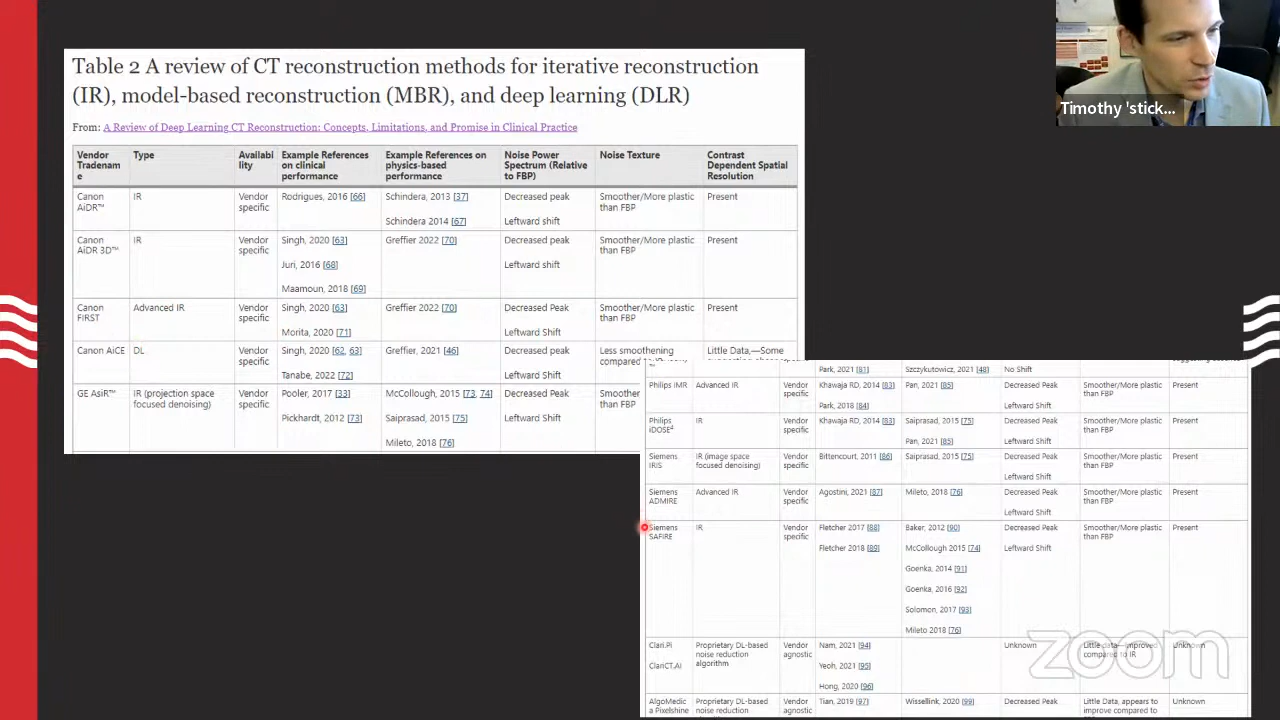 Timothy 'stick...
Table 2 A review of CT reconstruction methods for iterative reconstruction
(IR), model-based reconstruction (MBR), and deep learning (DLR)
From: A Review of Deep Learning CT Reconstruction: Concepts, Limitations, and Promise in Clinical Practice
Vendor Tradenam e Type Availabi lity Example References on clinical performance Example References on physics-based performance Noise Power Spectrum (Relative to FBP) Noise Texture Contrast Dependent Spatial Resolution
Canon AiDR™ IR Vendor specific Rodrigues, 2016 [66] Schindera, 2013 [37] Decreased peak Smoother/More plastic than FBP Present
Schindera 2014 [67] Leftward shift
Canon AiDR 3D™ IR Vendor specific Singh, 2020 [63] Greffier 2022 [70] Decreased peak Smoother/More plastic than FBP Present
Juri, 2016 [68] Leftward shift
Maamoun, 2018 [69]
Canon FIRST Advanced IR Vendor specific Singh, 2020 [63] Greffier 2022 [70] Decreased Peak Smoother/More plastic than FBP Present
Morita, 2020 [71] Leftward Shift
Canon AiCE DL Vendor specific Singh, 2020 [62, 63] Greffier, 2021 [46] Decreased peak Less smoothening compared Little Data,—Some
Tanabe, 2022 [72] Leftward Shift
GE AsiR™ IR (projection space focused denoising) Vendor specific Pooler, 2017 [33] McCollough, 2015 [73, 74] Decreased Peak Smoother than FBP
Pickhardt, 2012 [73] Saiprasad, 2015 [75] Leftward Shift
Mileto, 2018 [76]
Park, 2021 [81] Szczykutowicz, 2021 [48] No Shift
Philips IMR Advanced IR Vendor specific Khawaja RD, 2014 [83] Pan, 2021 [85] Decreased Peak Smoother/More plastic than FBP Present
Park, 2018 [84] Leftward Shift
Philips iDOSE⁴ IR Vendor specific Khawaja RD, 2014 [83] Saiprasad, 2015 [75] Decreased Peak Smoother/More plastic than FBP Present
Pan, 2021 [85] Leftward Shift
Siemens IRIS IR (image space focused denoising) Vendor specific Bittencourt, 2011 [86] Saiprasad, 2015 [75] Decreased Peak Smoother/More plastic than FBP Present
Leftward Shift
Siemens ADMIRE Advanced IR Vendor specific Agostini, 2021 [87] Mileto, 2018 [76] Decreased Peak Smoother/More plastic than FBP Present
Leftward Shift
Siemens SAFIRE IR Vendor specific Fletcher 2017 [88] Baker, 2012 [90] Decreased Peak Smoother/More plastic than FBP Present
Fletcher 2018 [89] McCollough 2015 [74] Leftward Shift
Goenka, 2014 [91]
Goenka, 2016 [92]
Solomon, 2017 [93]
Mileto 2018 [76]
Clari.Pi Proprietary DL-based noise reduction algorithm Vendor agnostic Nam, 2021 [94] Unknown Little data—improved compared to IR Unknown
ClariCT.AI Yeoh, 2021 [95]
Hong, 2020 [96]
AlgoMedic a Pixelshine Proprietary DL-based noise reduction Vendor agnostic Tian, 2019 [97] Wissellink, 2020 [99] Decreased Peak Little Data, appears to improve compared to Unknown
zoom